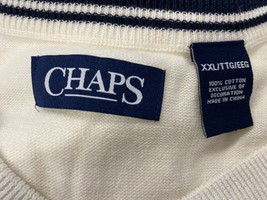 CHAPS
XXL/TTG/EEG
100% COTTON
EXCLUSIVE OF
DECORATION
MADE IN CHINA